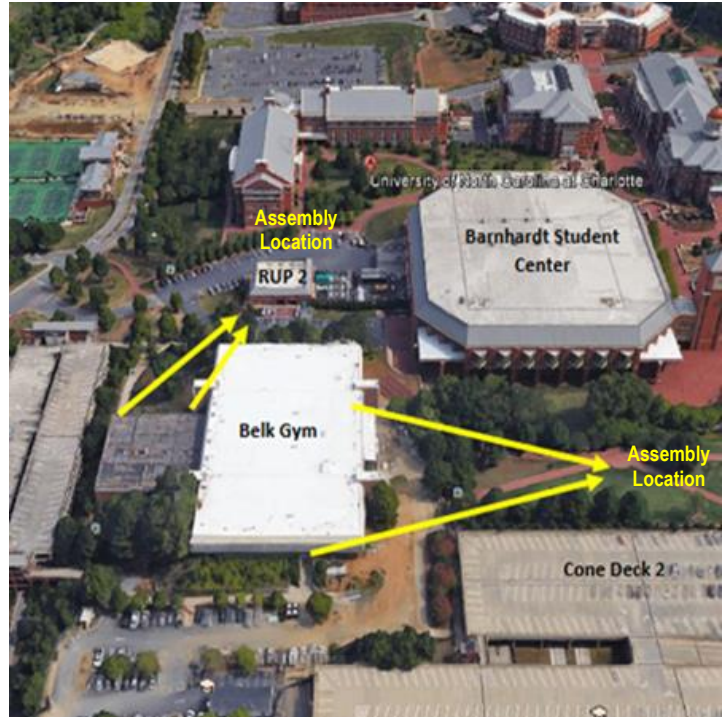 University of North Carolina at Charlotte
Assembly
Location
Barnhardt Student
Center
RUP 2
Belk Gym
Assembly
Location
Cone Deck 2